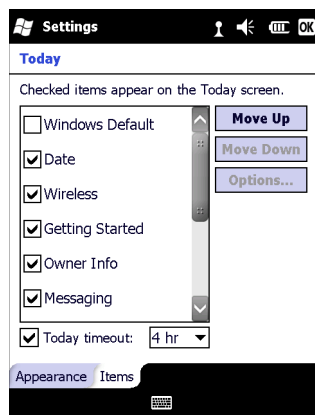 Settings
OK
Today
Checked items appear on the Today screen.
Windows Default
Move Up
Date
Move Down
Wireless
Options...
Getting Started
Owner Info
Messaging
Today timeout: 4 hr
Appearance Items